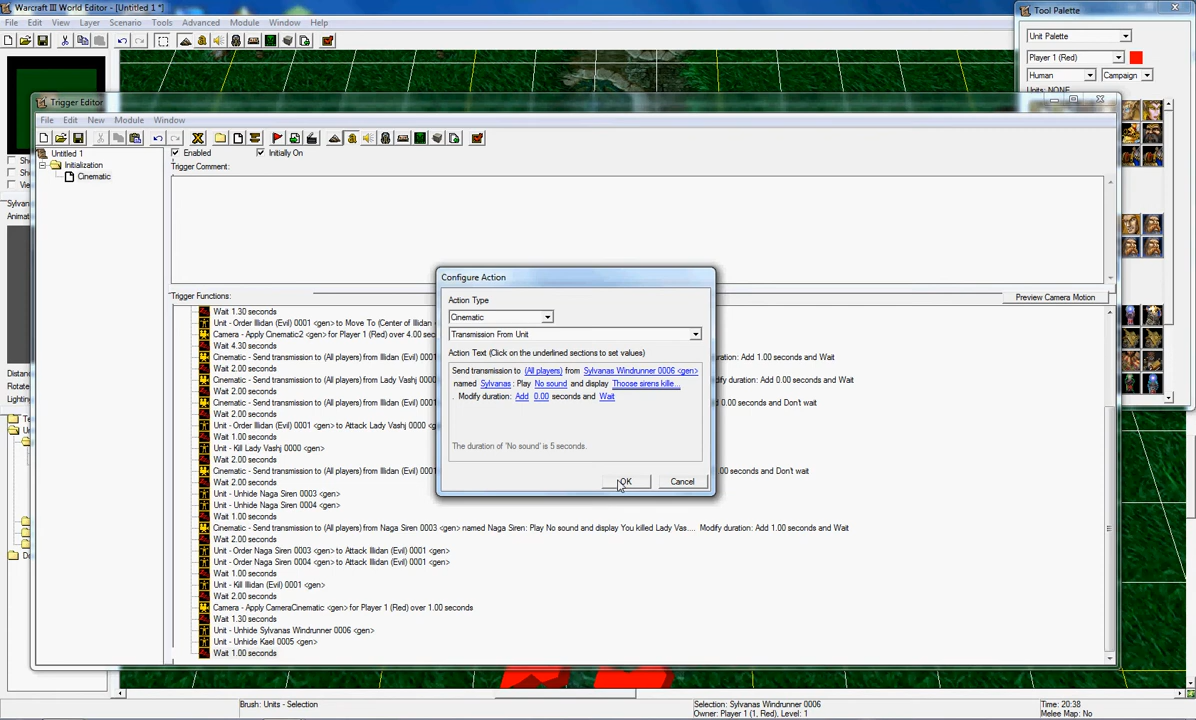 Warcraft III World Editor - [Untitled 1 *]
File Edit View Layer Scenario Tools Advanced Module Window Help
Tool Palette
Unit Palette
Player 1 (Red)
Human Campaign
Units: NONE
Trigger Editor
File Edit New Module Window
Untitled 1
Initialization
Cinematic
Enabled Initially On
Trigger Comment:
Trigger Functions:
Preview Camera Motion
Wait 1.30 seconds
Unit - Order Illidan (Evil) 0001 <gen> to Move To (Center of Illidan
Camera - Apply Cinematic2 <gen> for Player 1 (Red) over 4.00 sec
Wait 4.30 seconds
Cinematic - Send transmission to (All players) from Illidan (Evil) 0001 duration: Add 1.00 seconds and Wait
Wait 2.00 seconds
Cinematic - Send transmission to (All players) from Lady Vashj 0000 dify duration: Add 2.00 seconds and Wait
Wait 2.00 seconds
Cinematic - Send transmission to (All players) from Illidan (Evil) 0001 d 0.00 seconds and Don't wait
Wait 2.00 seconds
Unit - Order Illidan (Evil) 0001 <gen> to Attack Lady Vashj 0000 <
Wait 1.00 seconds
Unit - Kill Lady Vashj 0000 <gen>
Wait 2.00 seconds
Cinematic - Send transmission to (All players) from Illidan (Evil) 0001 .00 seconds and Don't wait
Wait 2.00 seconds
Unit - Unhide Naga Siren 0003 <gen>
Unit - Unhide Naga Siren 0004 <gen>
Wait 1.00 seconds
Cinematic - Send transmission to (All players) from Naga Siren 0003 <gen> named Naga Siren: Play No sound and display You killed Lady Vas.... Modify duration: Add 1.00 seconds and Wait
Wait 2.00 seconds
Unit - Order Naga Siren 0003 <gen> to Attack Illidan (Evil) 0001 <gen>
Unit - Order Naga Siren 0004 <gen> to Attack Illidan (Evil) 0001 <gen>
Wait 1.00 seconds
Unit - Kill Illidan (Evil) 0001 <gen>
Wait 2.00 seconds
Camera - Apply CameraCinematic <gen> for Player 1 (Red) over 1.00 seconds
Wait 1.30 seconds
Unit - Unhide Sylvanas Windrunner 0006 <gen>
Unit - Unhide Kael 0005 <gen>
Wait 1.00 seconds
Configure Action
Action Type
Cinematic
Transmission From Unit
Action Text (Click on the underlined sections to set values)
Send transmission to (All players) from Sylvanas Windrunner 0006 <gen>
named Sylvanas: Play No sound and display Thoose sirens kille...
. Modify duration: Add 0.00 seconds and Wait
The duration of 'No sound' is 5 seconds.
OK Cancel
Sylvan
Animat
Distan
Rotate
Lighting
Brush: Units - Selection
Selection: Sylvanas Windrunner 0006
Owner: Player 1 (1, Red), Level: 1
Time: 20:38
Melee Map: No